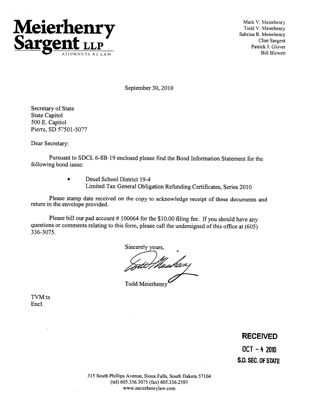 Meierhenry
Sargent LLP
ATTORNEYS AT LAW
Mark V. Meierhenry
Todd V. Meierhenry
Sabrina R. Meierhenry
Clint Sargent
Patrick J. Glover
Bill Blewett
September 30, 2010
Secretary of State
State Capitol
500 E. Capitol
Pierre, SD 57501-5077
Dear Secretary:
Pursuant to SDCL 6-8B-19 enclosed please find the Bond Information Statement for the
following bond issue:
• Deuel School District 19-4
Limited Tax General Obligation Refunding Certificates, Series 2010
Please stamp date received on the copy to acknowledge receipt of these documents and
return in the envelope provided.
Please bill our pad account # 100064 for the $10.00 filing fee. If you should have any
questions or comments relating to this form, please call the undersigned of this office at (605)
336-3075.
Sincerely yours,
Todd Meierhenry
Todd Meierhenry
TVM:ts
Encl.
RECEIVED
OCT - 4 2010
S.D. SEC. OF STATE
315 South Phillips Avenue, Sioux Falls, South Dakota 57104
(tel) 605.336.3075 (fax) 605.336.2593
www.meierhenrylaw.com